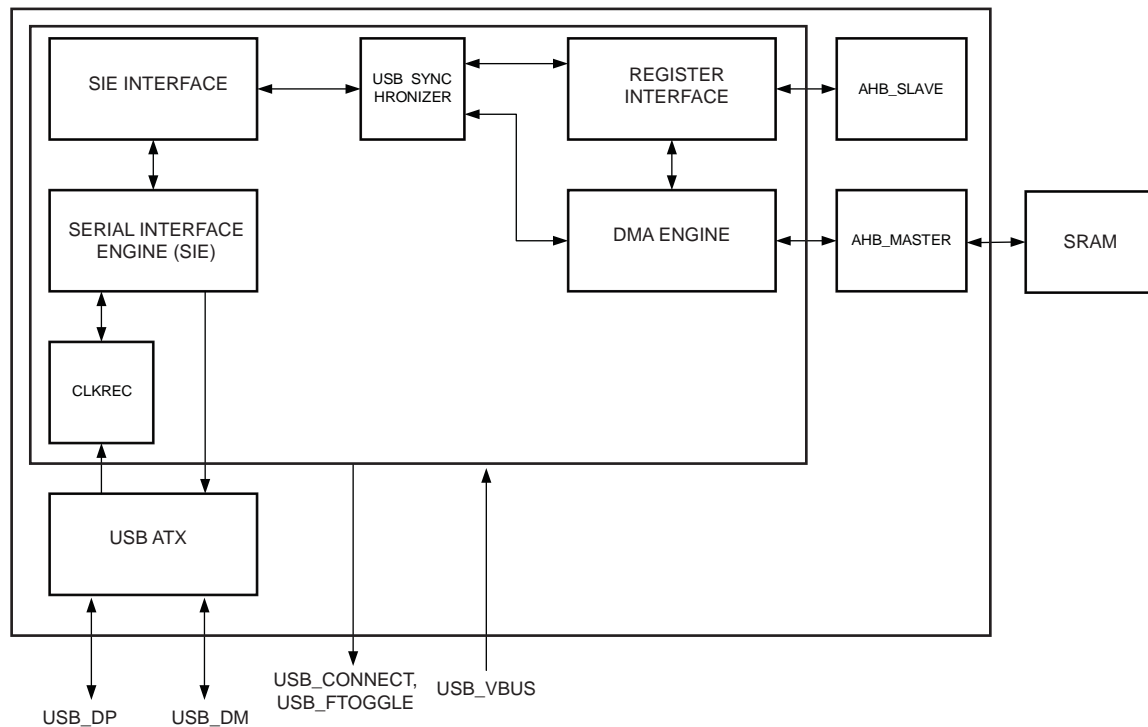 SIE INTERFACE
USB SYNC
HRONIZER
REGISTER
INTERFACE
AHB_SLAVE
SERIAL INTERFACE
ENGINE (SIE)
DMA ENGINE
AHB_MASTER
SRAM
CLKREC
USB ATX
USB_CONNECT,
USB_FTOGGLE
USB_VBUS
USB_DP
USB_DM